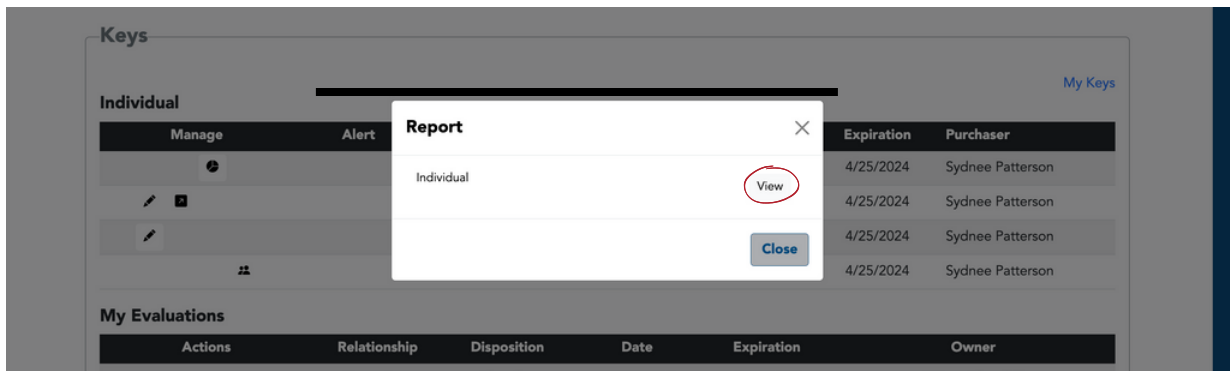 Keys
My Keys
Individual
Manage Alert Expiration Purchaser
Report
4/25/2024 Sydnee Patterson
Individual View
4/25/2024 Sydnee Patterson
4/25/2024 Sydnee Patterson
Close
4/25/2024 Sydnee Patterson
My Evaluations
Actions Relationship Disposition Date Expiration Owner